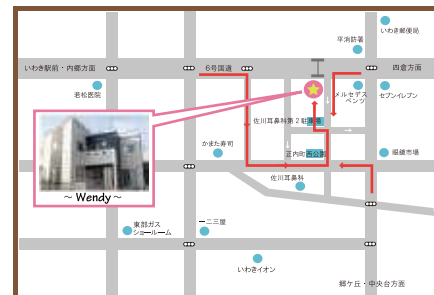 いわき郵便局
平消防署
いわき駅前・内郷方面
6号国道
四倉方面
若松医院
メルセデス
ベンツ
セブンイレブン
佐川耳鼻科第2駐車場
かまた寿司
正内町西公園
眼鏡市場
佐川耳鼻科
～ Wendy ～
東部ガス
ショールーム
一二三屋
いわきイオン
郷ケ丘・中央台方面